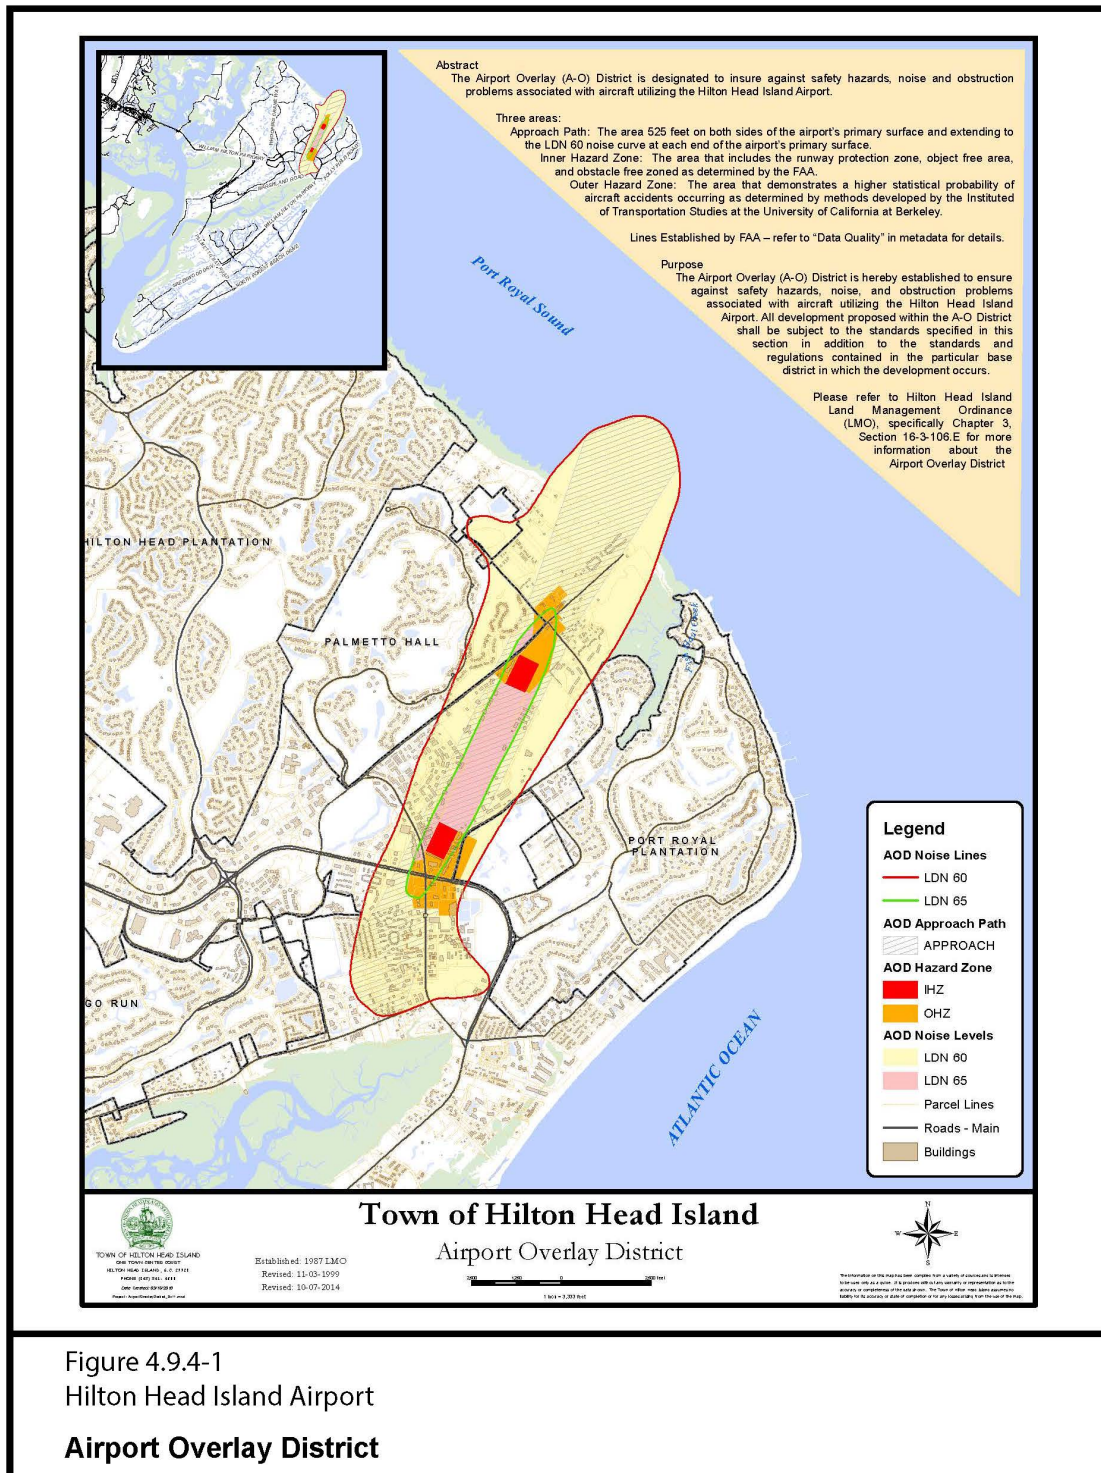 Abstract
The Airport Overlay (A-O) District is designated to insure against safety hazards, noise and obstruction
problems associated with aircraft utilizing the Hilton Head Island Airport.
Three areas:
Approach Path: The area 525 feet on both sides of the airport's primary surface and extending to
the LDN 60 noise curve at each end of the airport's primary surface.
Inner Hazard Zone: The area that includes the runway protection zone, object free area,
and obstacle free zoned as determined by the FAA.
Outer Hazard Zone: The area that demonstrates a higher statistical probability of
aircraft accidents occurring as determined by methods developed by the Instituted
of Transportation Studies at the University of California at Berkeley.
Lines Established by FAA – refer to “Data Quality” in metadata for details.
Purpose
The Airport Overlay (A-O) District is hereby established to ensure
against safety hazards, noise, and obstruction problems
associated with aircraft utilizing the Hilton Head Island
Airport. All development proposed within the A-O District
shall be subject to the standards specified in this
section in addition to the standards and
regulations contained in the particular base
district in which the development occurs.
Please refer to Hilton Head Island
Land Management Ordinance
(LMO), specifically Chapter 3,
Section 16-3-106.E for more
information about the
Airport Overlay District
WILLIAM HILTON PARKWAY
Port Royal Sound
HILTON HEAD PLANTATION
PALMETTO HALL
PORT ROYAL
PLANTATION
GO RUN
ATLANTIC OCEAN
Legend
AOD Noise Lines
LDN 60
LDN 65
AOD Approach Path
APPROACH
AOD Hazard Zone
IHZ
OHZ
AOD Noise Levels
LDN 60
LDN 65
Parcel Lines
Roads - Main
Buildings
TOWN OF HILTON HEAD ISLAND
ONE TOWN CENTER COURT
HILTON HEAD ISLAND, S.C. 29928
Established: 1987 LMO
Revised: 11-03-1999
Revised: 10-07-2014
Town of Hilton Head Island
Airport Overlay District
N
W
E
S
Figure 4.9.4-1
Hilton Head Island Airport
Airport Overlay District